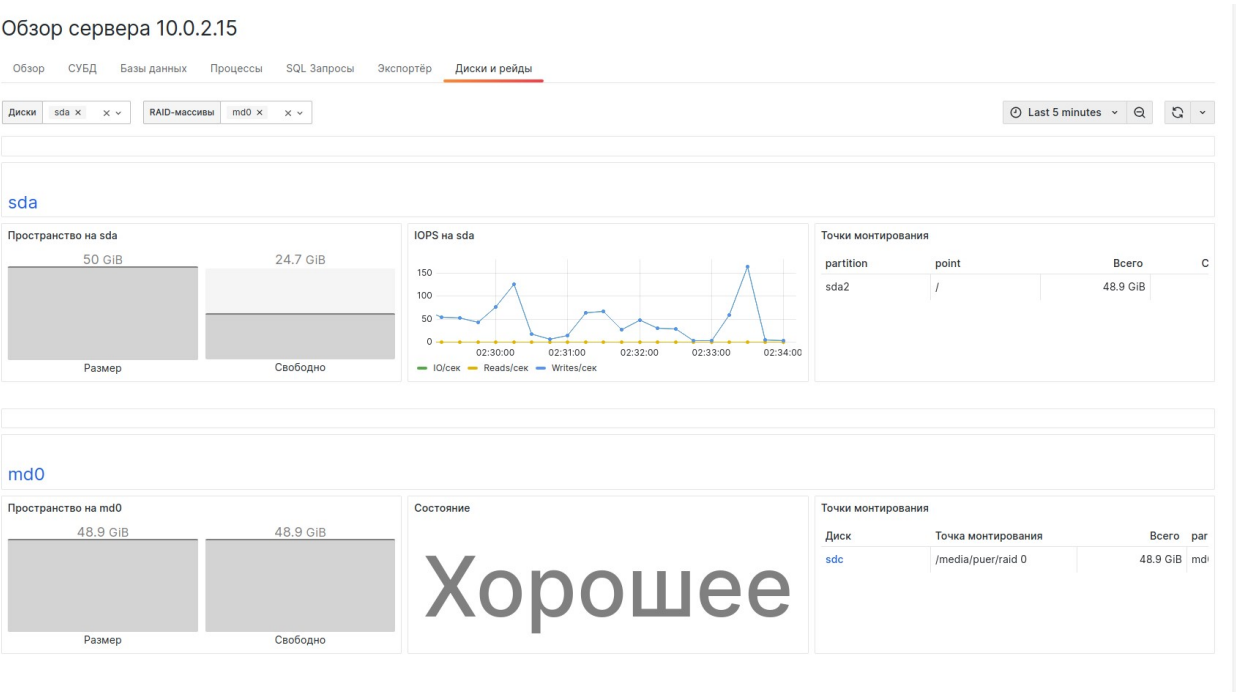 Обзор сервера 10.0.2.15
Обзор СУБД Базы данных Процессы SQL Запросы Экспортёр Диски и рейды
Диски sda × × RAID-массивы md0 × × Last 5 minutes
sda
Пространство на sda
50 GiB 24.7 GiB
Размер Свободно
IOPS на sda
150
100
50
0
02:30:00 02:31:00 02:32:00 02:33:00 02:34:00
IO/сек Reads/сек Writes/сек
Точки монтирования
partition point Всего С
sda2 / 48.9 GiB
md0
Пространство на md0
48.9 GiB 48.9 GiB
Размер Свободно
Состояние
Хорошее
Точки монтирования
Диск Точка монтирования Всего par
sdc /media/puer/raid 0 48.9 GiB md